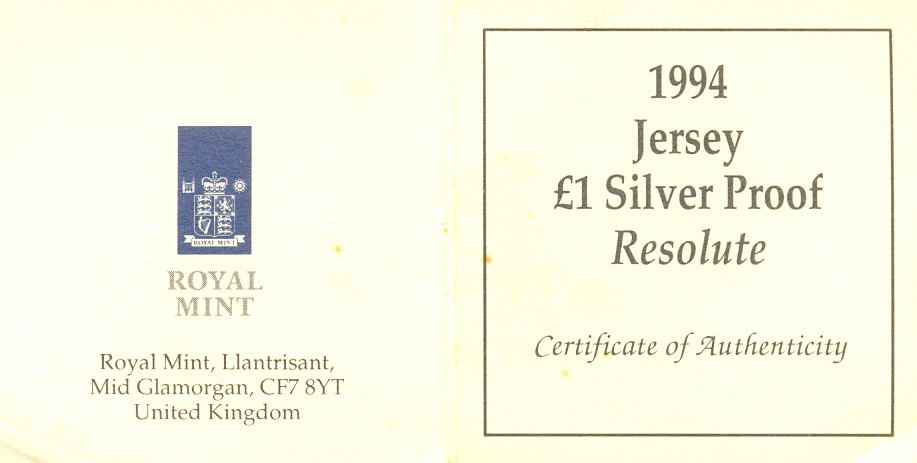 ROYAL MINT
ROYAL
MINT
Royal Mint, Llantrisant,
Mid Glamorgan, CF7 8YT
United Kingdom
1994
Jersey
£1 Silver Proof
Resolute
Certificate of Authenticity